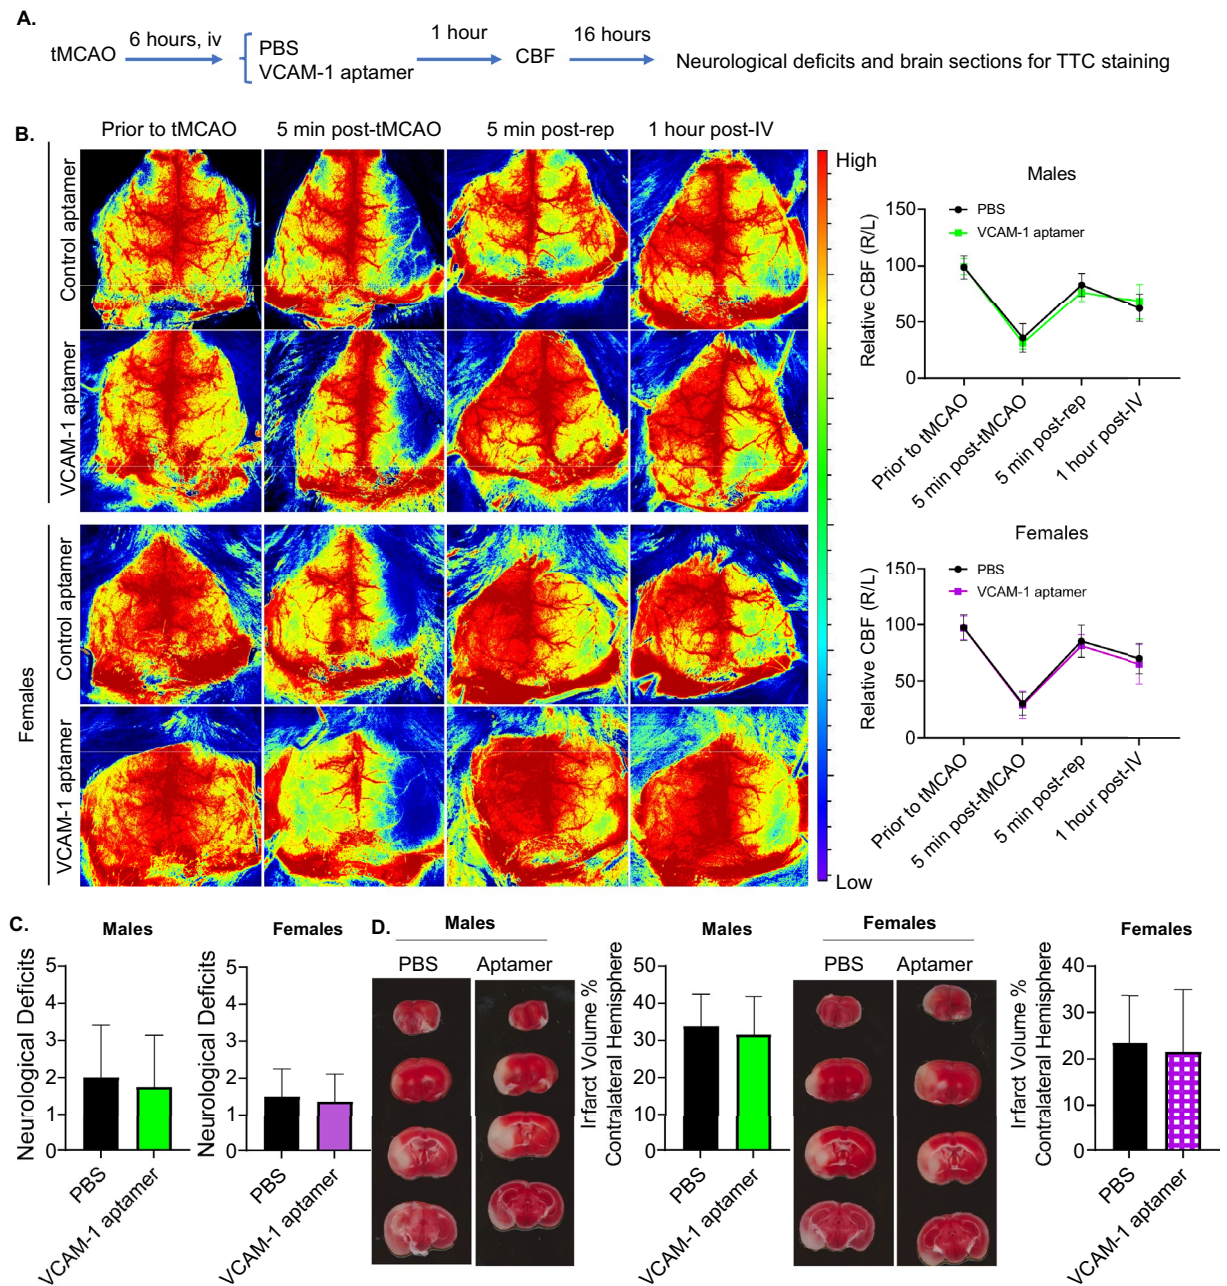 A.
tMCAO
6 hours, iv
PBS
VCAM-1 aptamer
1 hour
CBF
16 hours
Neurological deficits and brain sections for TTC staining
B.
Prior to tMCAO
5 min post-tMCAO
5 min post-rep
1 hour post-IV
Control aptamer
VCAM-1 aptamer
Females
Control aptamer
VCAM-1 aptamer
High
Low
Males
PBS
VCAM-1 aptamer
Relative CBF (R/L)
150
100
50
0
Prior to tMCAO
5 min post-tMCAO
5 min post-rep
1 hour post-IV
Females
PBS
VCAM-1 aptamer
Relative CBF (R/L)
150
100
50
0
Prior to tMCAO
5 min post-tMCAO
5 min post-rep
1 hour post-IV
C.
Males
Neurological Deficits
5
4
3
2
1
0
PBS
VCAM-1 aptamer
Females
Neurological Deficits
5
4
3
2
1
0
PBS
VCAM-1 aptamer
D.
Males
PBS
Aptamer
Males
Irfarct Volume %
Contralateral Hemisphere
50
40
30
20
10
0
PBS
VCAM-1 aptamer
Females
PBS
Aptamer
Females
Infarct Volume %
Contralateral Hemisphere
40
30
20
10
0
PBS
VCAM-1 aptamer